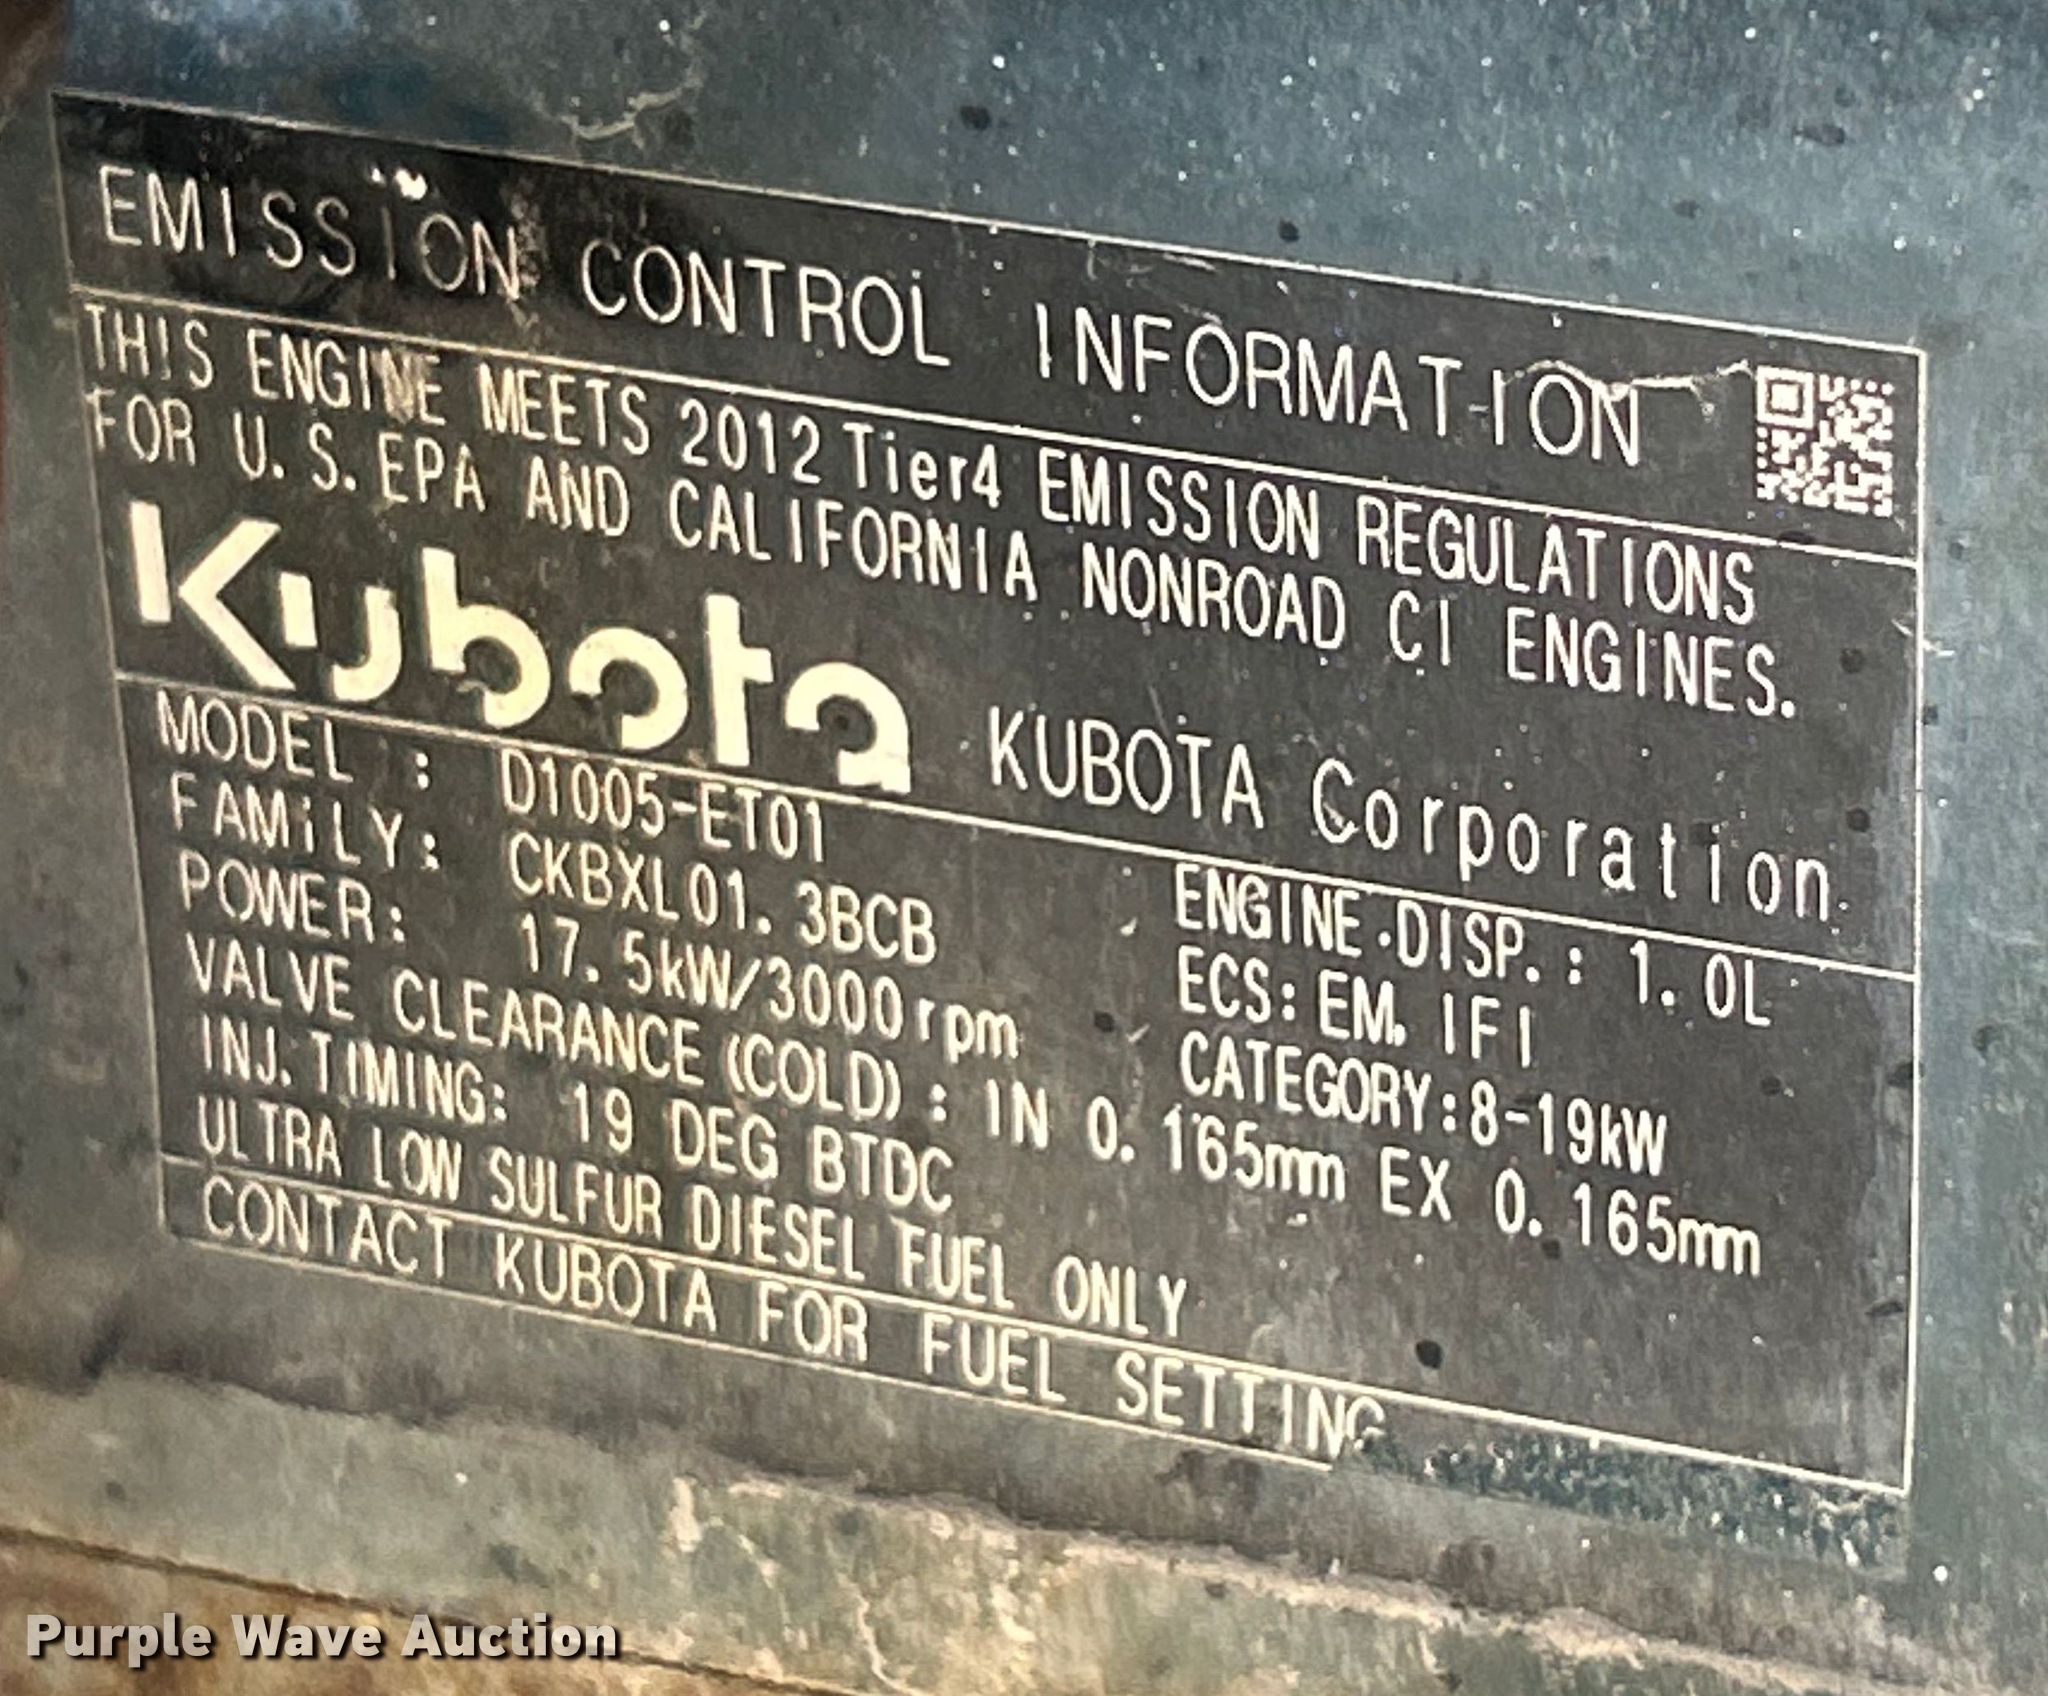 EMISSION CONTROL INFORMATION
THIS ENGINE MEETS 2012 Tier4 EMISSION REGULATIONS
FOR U.S.EPA AND CALIFORNIA NONROAD CI ENGINES.
Kubota KUBOTA Corporation
MODEL : D1005-ET01 ENGINE DISP.: 1.0L
FAMILY: CKBXL01.3BCB ECS: EM, IFI
POWER: 17.5kW/3000rpm CATEGORY:8-19kW
VALVE CLEARANCE (COLD) : IN 0.165mm EX 0.165mm
INJ.TIMING: 19 DEG BTDC
ULTRA LOW SULFUR DIESEL FUEL ONLY
CONTACT KUBOTA FOR FUEL SETTING
Purple Wave Auction